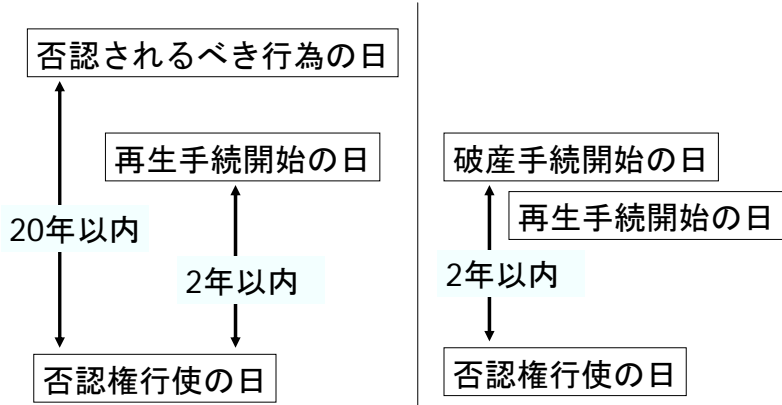 否認されるべき行為の日
再生手続開始の日
20年以内
2年以内
否認権行使の日
破産手続開始の日
再生手続開始の日
2年以内
否認権行使の日